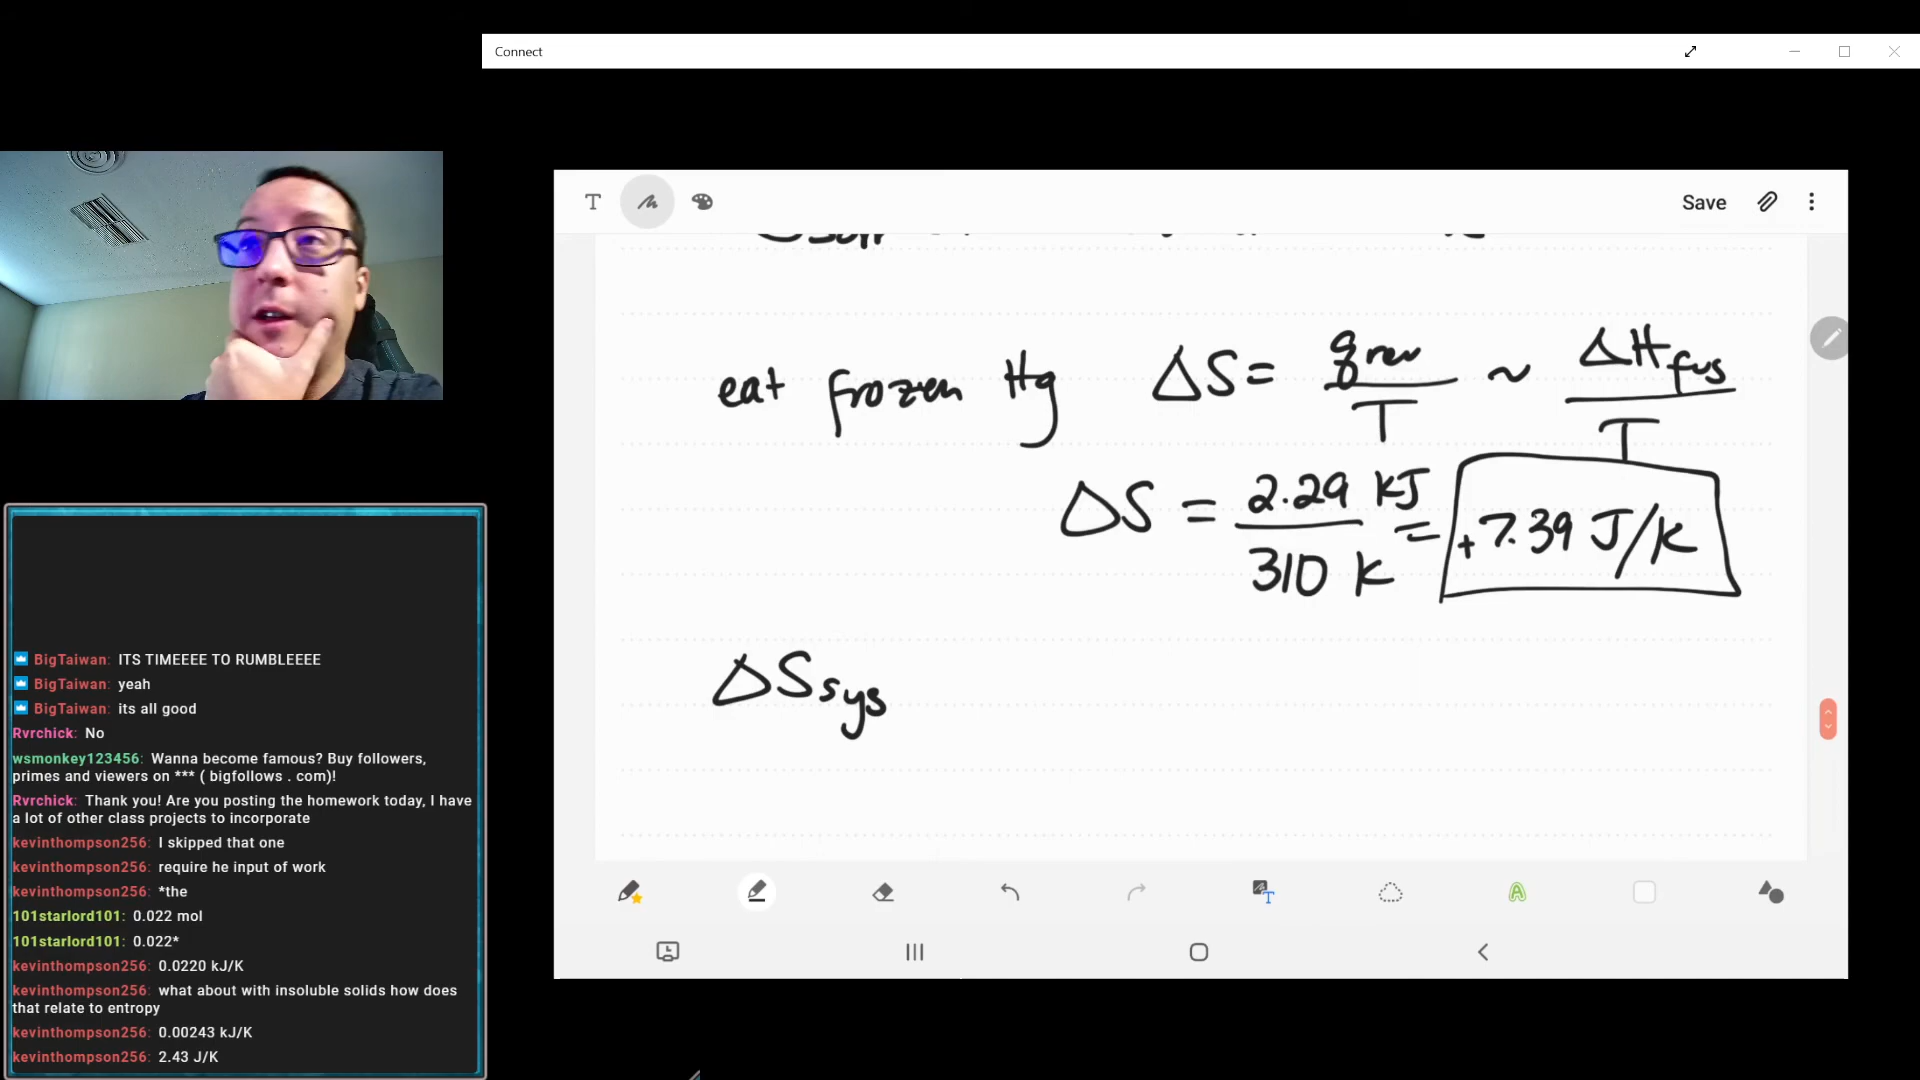 Connect
T
Save
eat frozen Hg ΔS = qrev/T ~ ΔHfus/T
ΔS = 2.29 kJ/310 K = +7.39 J/K
ΔSsys
BigTaiwan: ITS TIMEEEE TO RUMBLEEEE
BigTaiwan: yeah
BigTaiwan: its all good
Rvrchick: No
wsmonkey123456: Wanna become famous? Buy followers,
primes and viewers on *** ( bigfollows . com)!
Rvrchick: Thank you! Are you posting the homework today, I have
a lot of other class projects to incorporate
kevinthompson256: I skipped that one
kevinthompson256: require he input of work
kevinthompson256: *the
101starlord101: 0.022 mol
101starlord101: 0.022*
kevinthompson256: 0.0220 kJ/K
kevinthompson256: what about with insoluble solids how does
that relate to entropy
kevinthompson256: 0.00243 kJ/K
kevinthompson256: 2.43 J/K